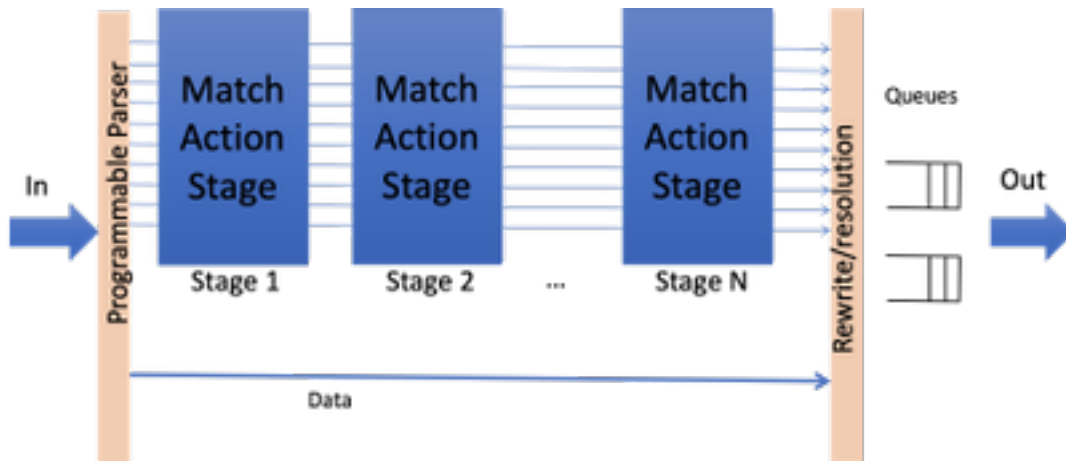 In
Programmable Parser
Match
Action
Stage
Stage 1
Match
Action
Stage
Stage 2
...
Match
Action
Stage
Stage N
Data
Rewrite/resolution
Queues
Out